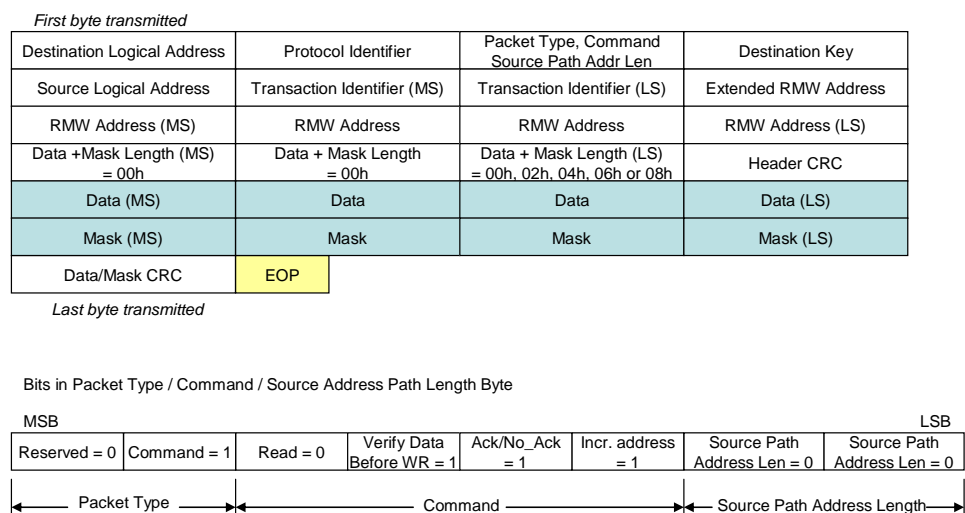 First byte transmitted
Destination Logical Address Protocol Identifier Packet Type, Command Source Path Addr Len Destination Key
Source Logical Address Transaction Identifier (MS) Transaction Identifier (LS) Extended RMW Address
RMW Address (MS) RMW Address RMW Address RMW Address (LS)
Data +Mask Length (MS) = 00h Data + Mask Length = 00h Data + Mask Length (LS) = 00h, 02h, 04h, 06h or 08h Header CRC
Data (MS) Data Data Data (LS)
Mask (MS) Mask Mask Mask (LS)
Data/Mask CRC EOP
Last byte transmitted
Bits in Packet Type / Command / Source Address Path Length Byte
MSB LSB
Reserved = 0 Command = 1 Read = 0 Verify Data Before WR = 1 Ack/No_Ack = 1 Incr. address = 1 Source Path Address Len = 0 Source Path Address Len = 0
Packet Type Command Source Path Address Length